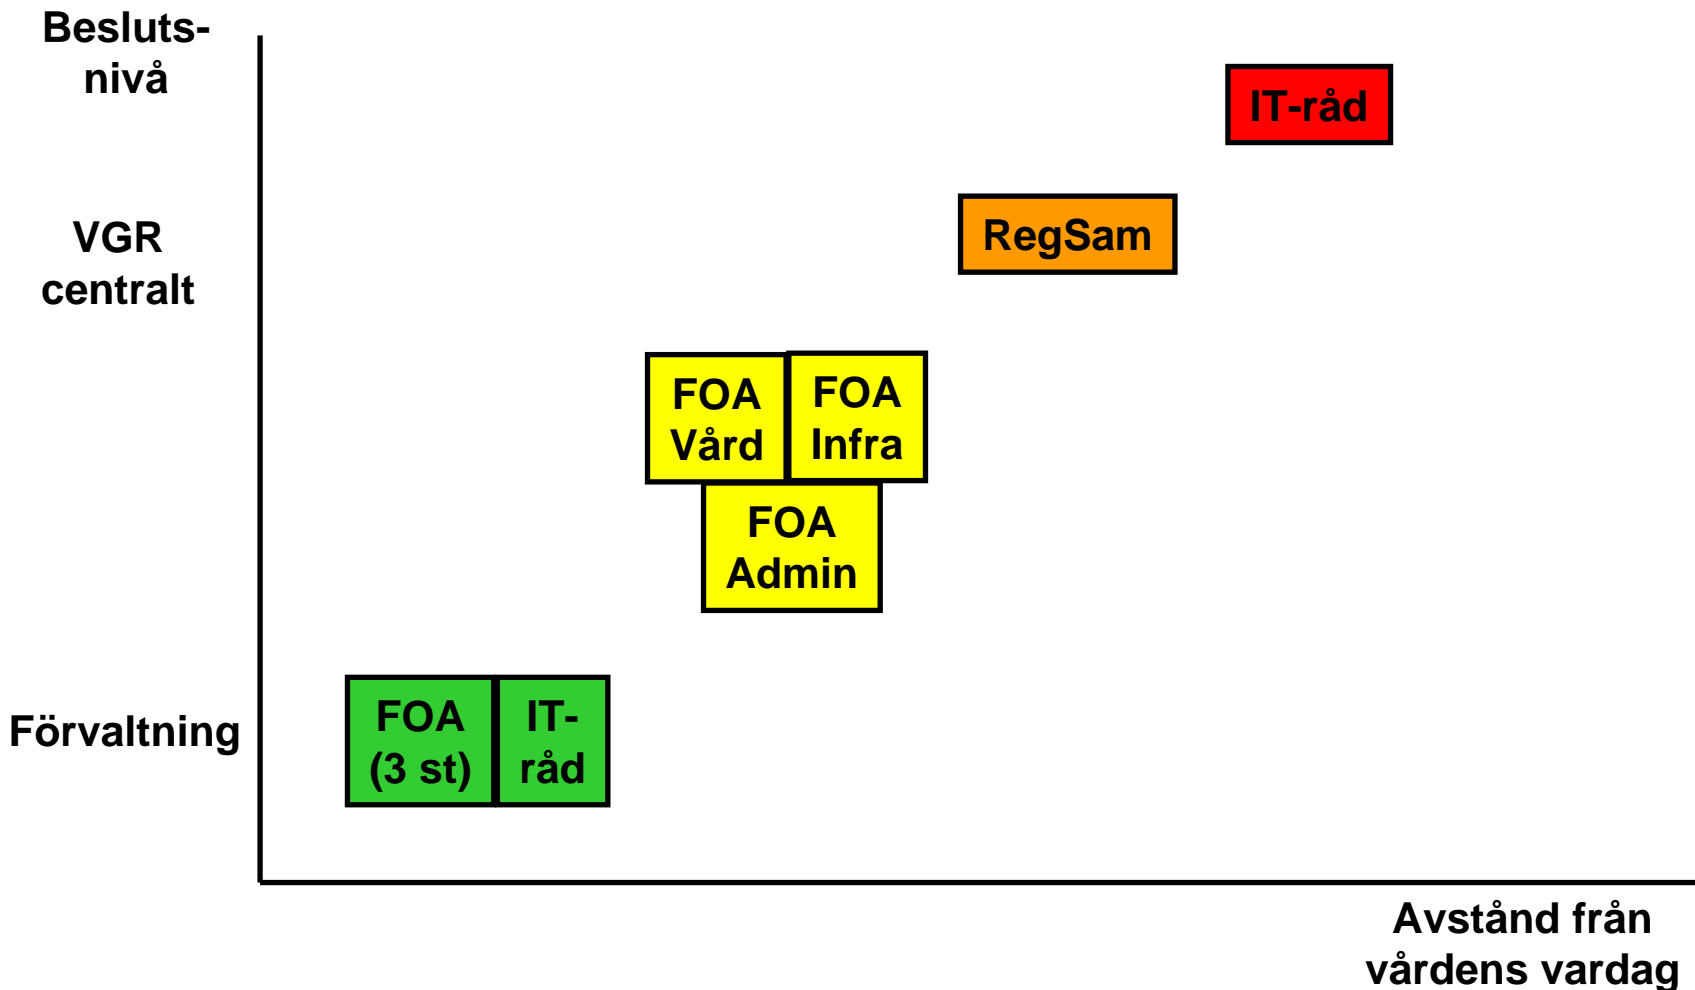 Besluts-
nivå
IT-råd
VGR
centralt
RegSam
FOA
Vård
FOA
Infra
FOA
Admin
Förvaltning
FOA
(3 st)
IT-
råd
Avstånd från
vårdens vardag